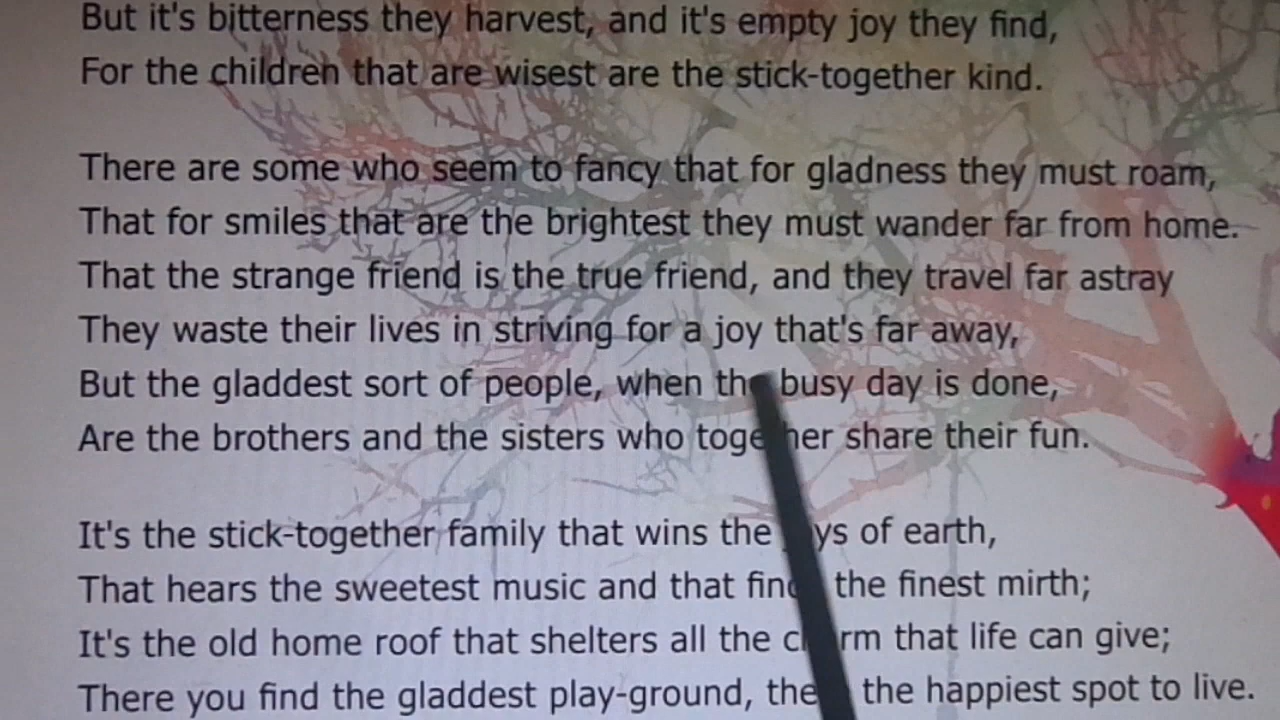 But it's bitterness they harvest, and it's empty joy they find,
For the children that are wisest are the stick-together kind.
There are some who seem to fancy that for gladness they must roam,
That for smiles that are the brightest they must wander far from home.
That the strange friend is the true friend, and they travel far astray
They waste their lives in striving for a joy that's far away,
But the gladdest sort of people, when the busy day is done,
Are the brothers and the sisters who together share their fun.
It's the stick-together family that wins the of earth,
That hears the sweetest music and that finds the finest mirth;
It's the old home roof that shelters all the charm that life can give;
There you find the gladdest play-ground, the happiest spot to live.